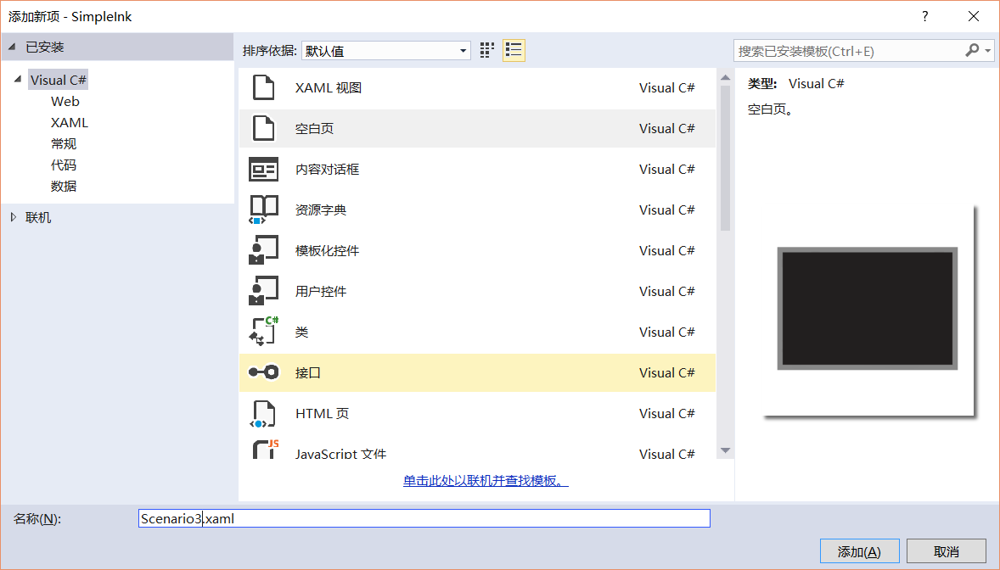 添加新项 - SimpleInk
?
已安装
Visual C#
Web
XAML
常规
代码
数据
联机
排序依据: 默认值
搜索已安装模板(Ctrl+E)
XAML 视图 Visual C#
空白页 Visual C#
内容对话框 Visual C#
资源字典 Visual C#
模板化控件 Visual C#
用户控件 Visual C#
C#
类 Visual C#
接口 Visual C#
HTML 页 Visual C#
JS
JavaScript 文件 Visual C#
单击此处以联机并查找模板。
类型: Visual C#
空白页。
名称(N): Scenario3.xaml
添加(A) 取消